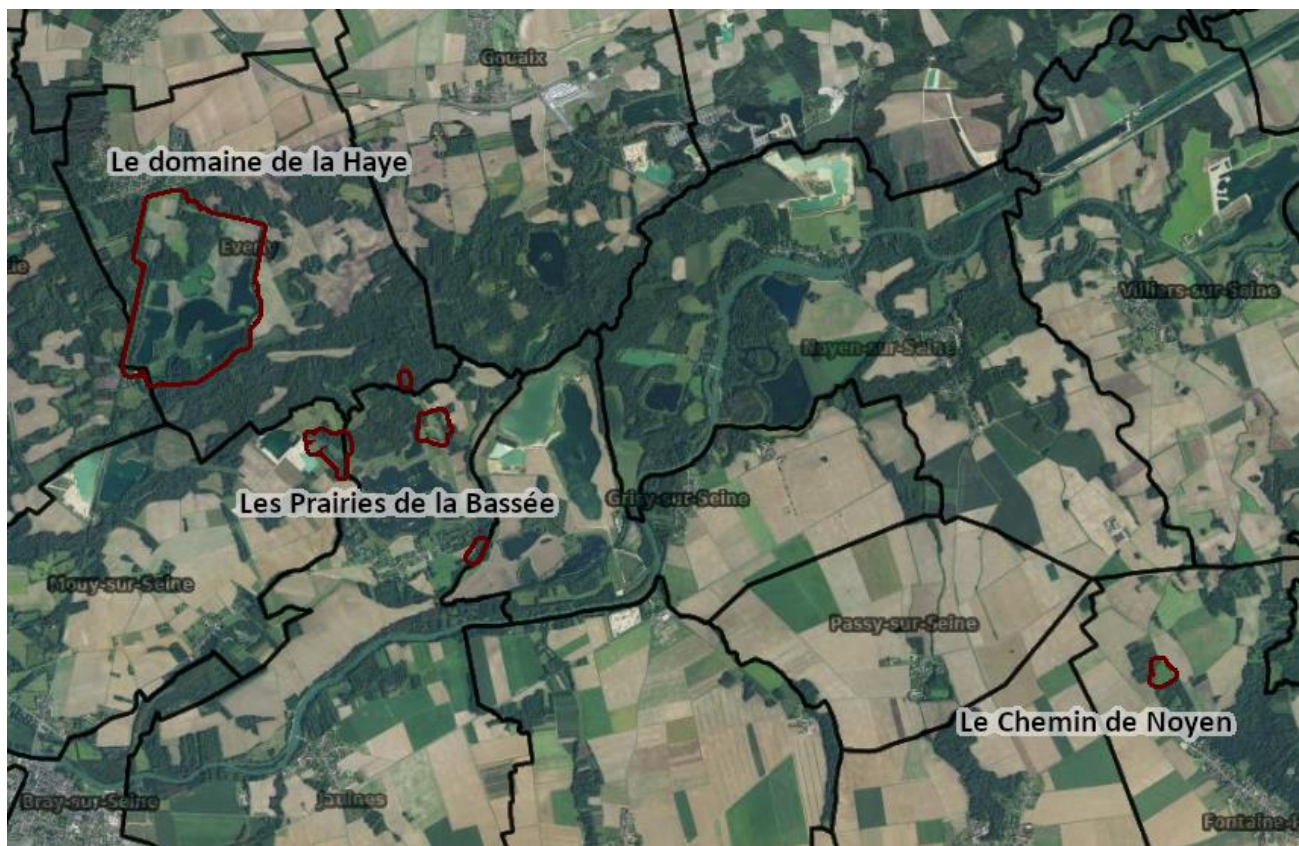 Gouaix
Le domaine de la Haye
Everly
Villiers-sur-Seine
Noyen-sur-Seine
Les Prairies de la Bassée
Grisy-sur-Seine
Mouy-sur-Seine
Passy-sur-Seine
Le Chemin de Noyen
Bray-sur-Seine
Jaulnes